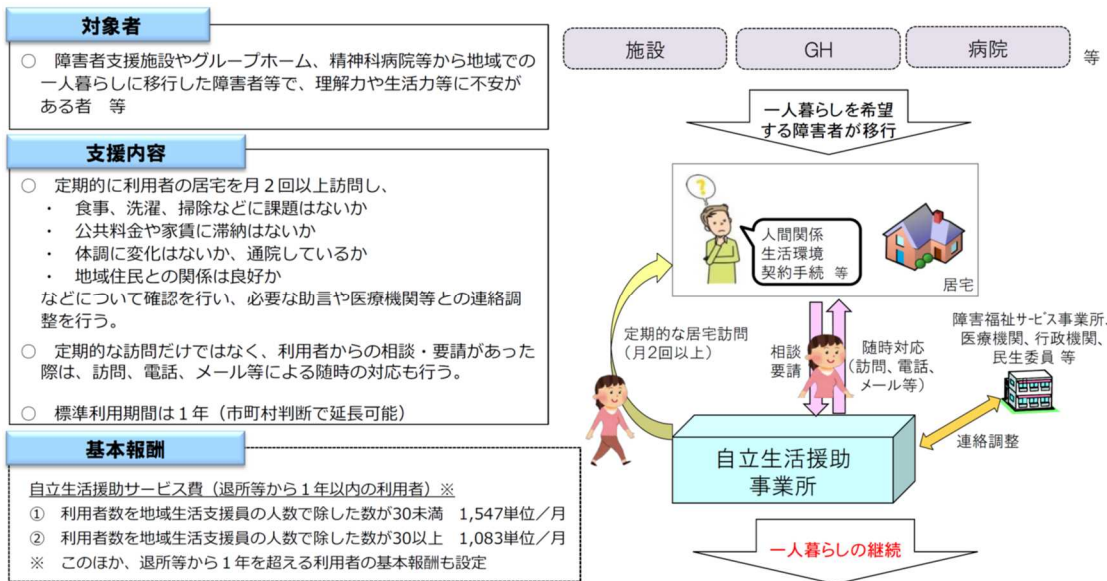 対象者
○ 障害者支援施設やグループホーム、精神科病院等から地域での
一人暮らしに移行した障害者等で、理解力や生活力等に不安が
ある者 等
支援内容
○ 定期的に利用者の居宅を月２回以上訪問し、
・ 食事、洗濯、掃除などに課題はないか
・ 公共料金や家賃に滞納はないか
・ 体調に変化はないか、通院しているか
・ 地域住民との関係は良好か
などについて確認を行い、必要な助言や医療機関等との連絡調
整を行う。
○ 定期的な訪問だけではなく、利用者からの相談・要請があった
際は、訪問、電話、メール等による随時の対応も行う。
○ 標準利用期間は１年（市町村判断で延長可能）
基本報酬
自立生活援助サービス費（退所等から１年以内の利用者）※
① 利用者数を地域生活支援員の人数で除した数が30未満 1,547単位／月
② 利用者数を地域生活支援員の人数で除した数が30以上 1,083単位／月
※ このほか、退所等から１年を超える利用者の基本報酬も設定
施設
GH
病院
等
一人暮らしを希望
する障害者が移行
?
人間関係
生活環境
契約手続 等
居宅
定期的な居宅訪問
（月2回以上）
相談
要請
随時対応
（訪問、電話、
メール等）
障害福祉サービス事業所、
医療機関、行政機関、
民生委員 等
連絡調整
自立生活援助
事業所
一人暮らしの継続